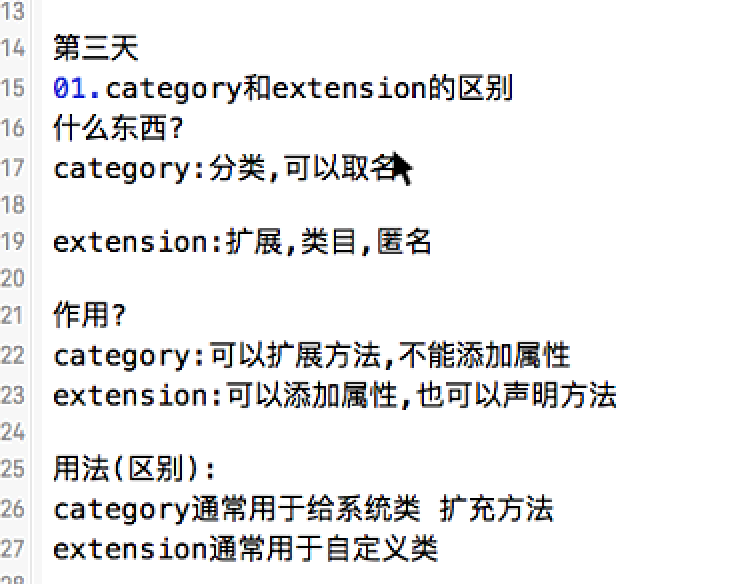 13
14 第三天
15 01.category和extension的区别
16 什么东西?
17 category:分类,可以取名
18
19 extension:扩展,类目,匿名
20
21 作用?
22 category:可以扩展方法,不能添加属性
23 extension:可以添加属性,也可以声明方法
24
25 用法(区别):
26 category通常用于给系统类 扩充方法
27 extension通常用于自定义类
28